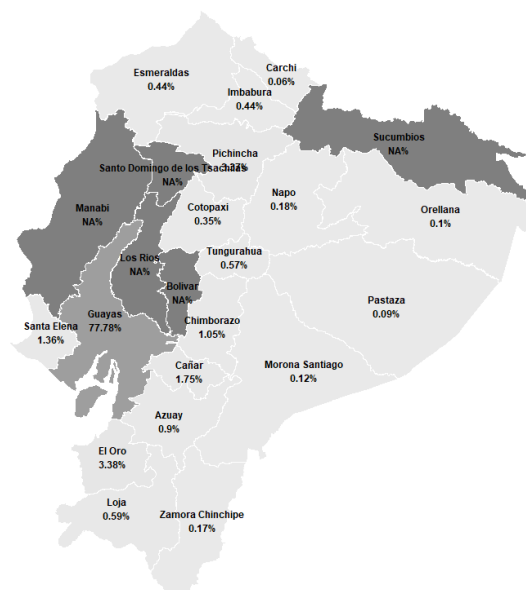 Carchi
0.06%
Esmeraldas
0.44%
Imbabura
0.44%
Sucumbios
NA%
Pichincha
Santo Domingo de los Tsachilas
NA%
Napo
0.18%
Manabi
NA%
Cotopaxi
0.35%
Orellana
0.1%
Tungurahua
0.57%
Los Rios
NA%
Bolivar
NA%
Pastaza
0.09%
Guayas
77.78%
Santa Elena
1.36%
Chimborazo
1.05%
Cañar
1.75%
Morona Santiago
0.12%
Azuay
0.9%
El Oro
3.38%
Loja
0.59%
Zamora Chinchipe
0.17%